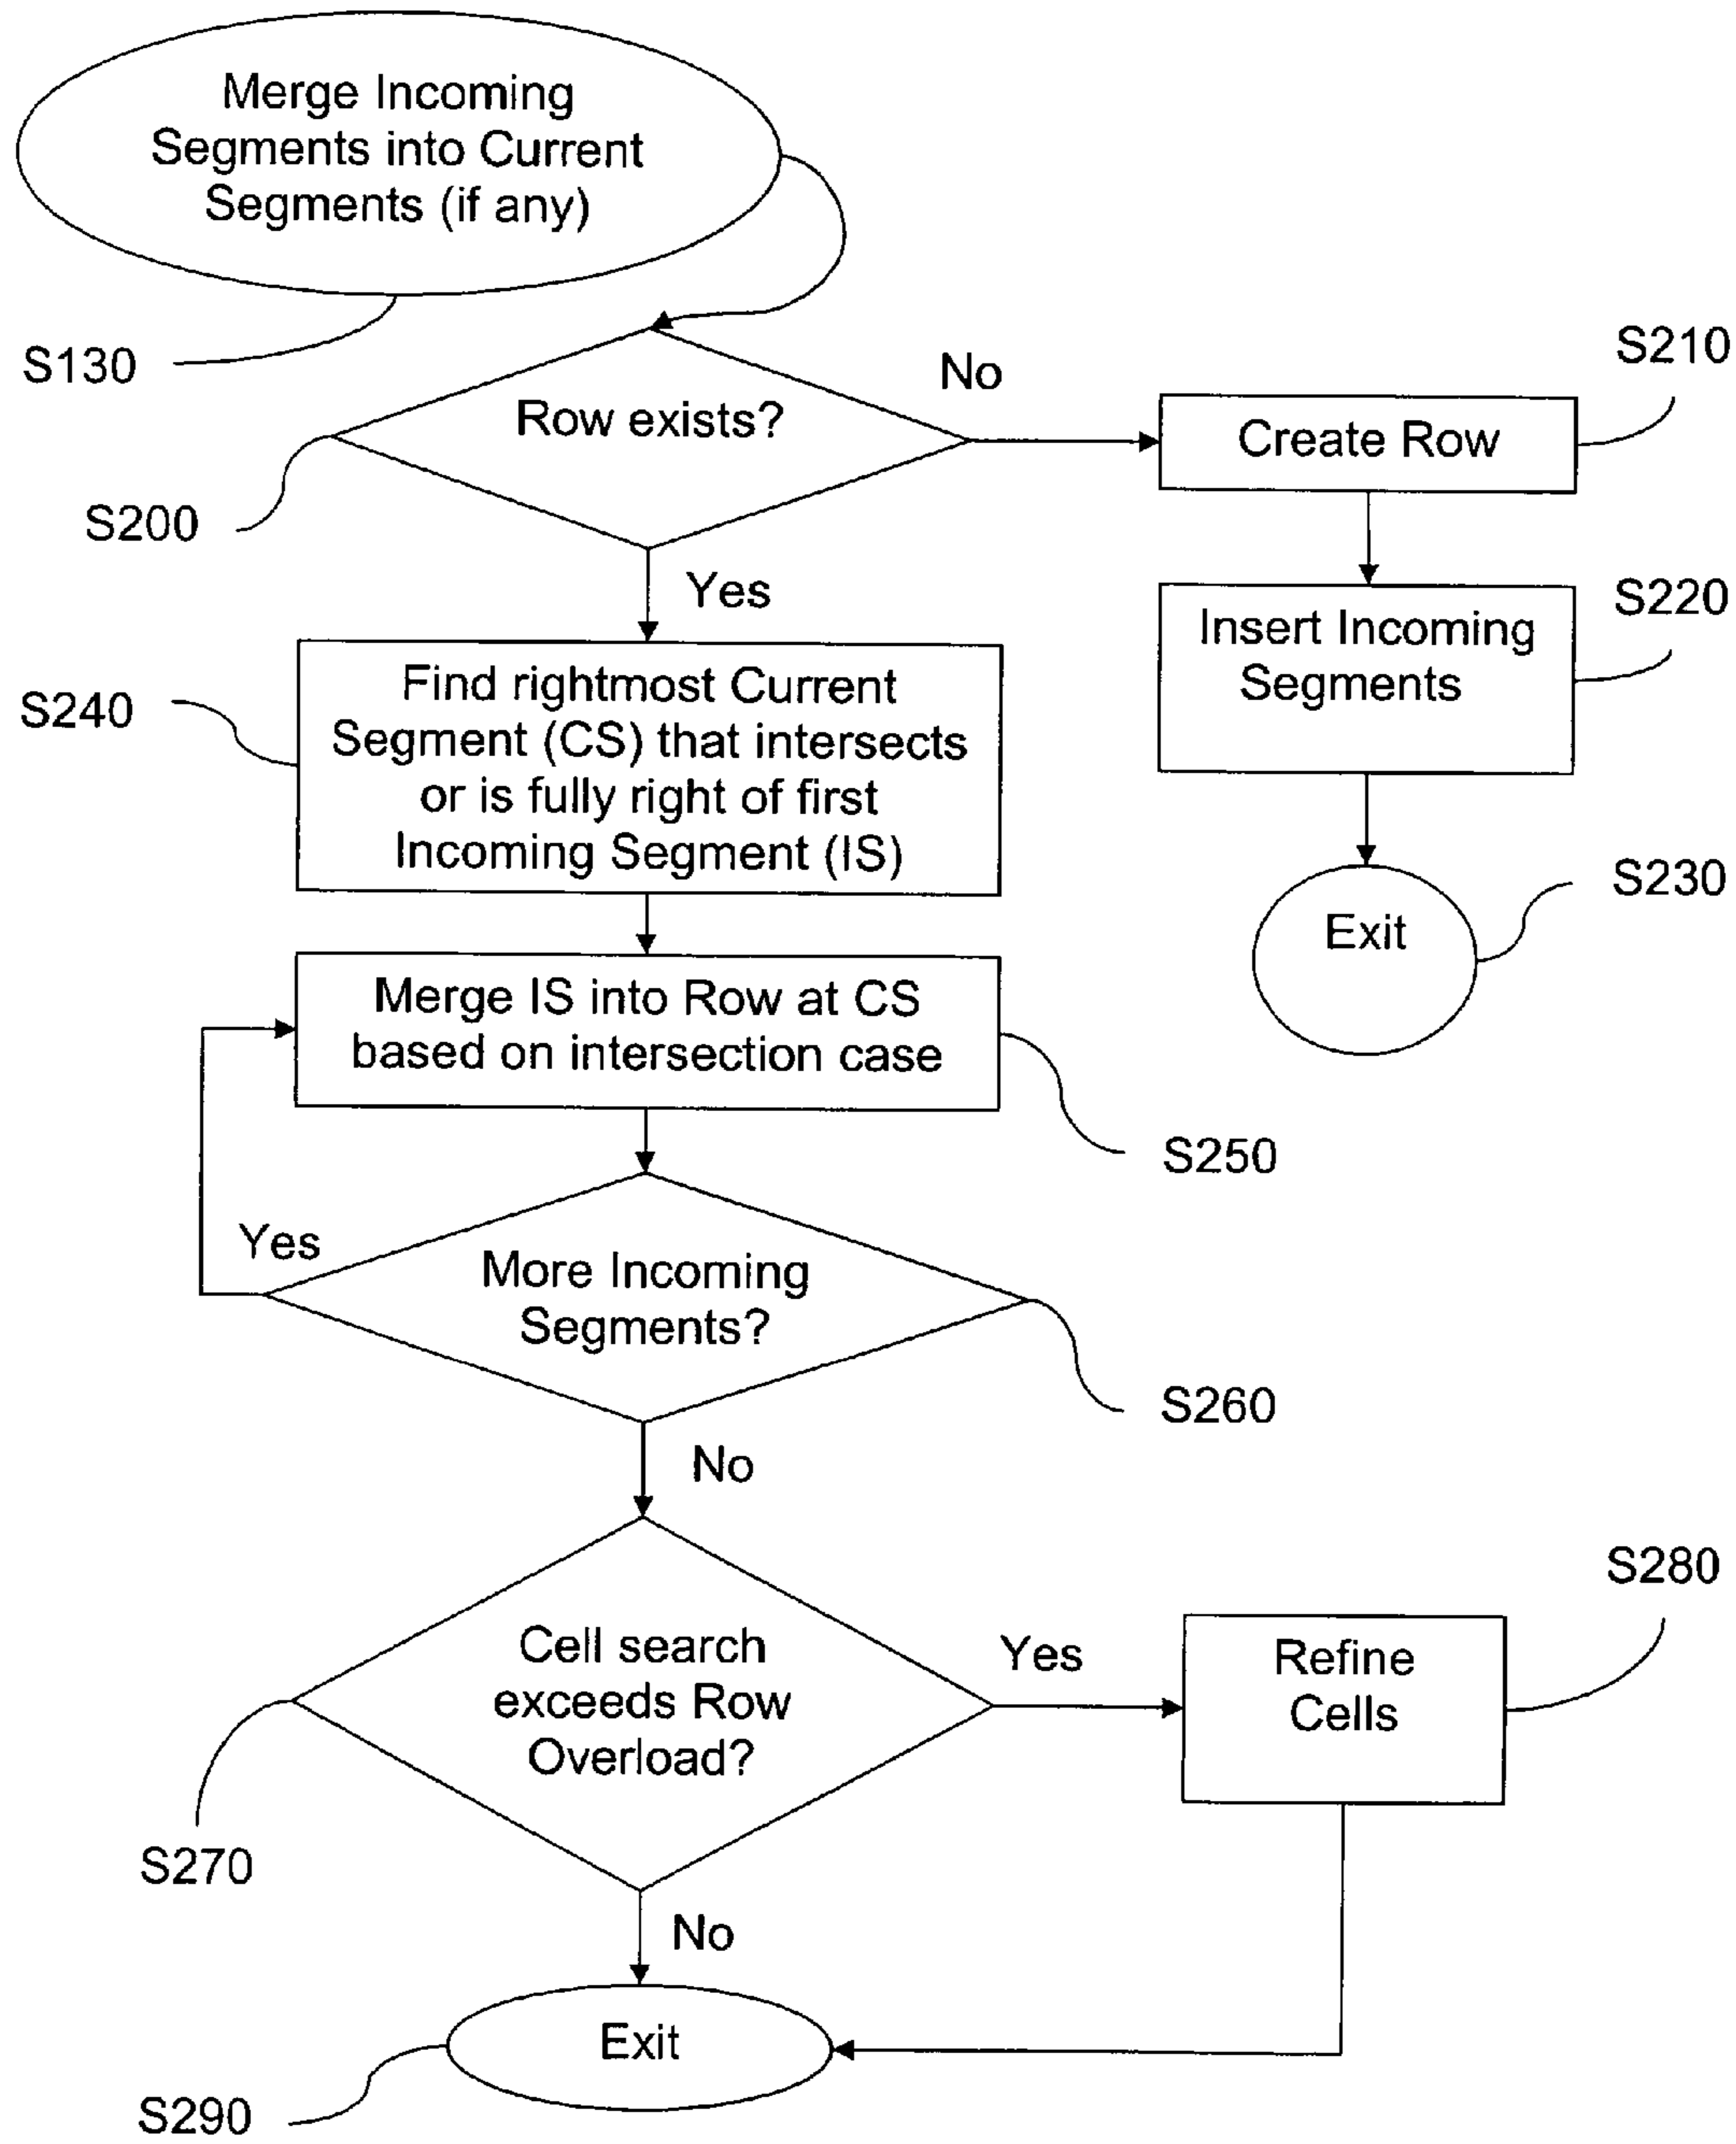 Merge Incoming
Segments into Current
Segments (if any)
S130
Row exists?
No
S200
Yes
Create Row
S210
Insert Incoming
Segments
S220
Exit
S230
Find rightmost Current
Segment (CS) that intersects
or is fully right of first
Incoming Segment (IS)
S240
Merge IS into Row at CS
based on intersection case
S250
Yes
More Incoming
Segments?
S260
No
Cell search
exceeds Row
Overload?
S270
Yes
Refine
Cells
S280
No
Exit
S290